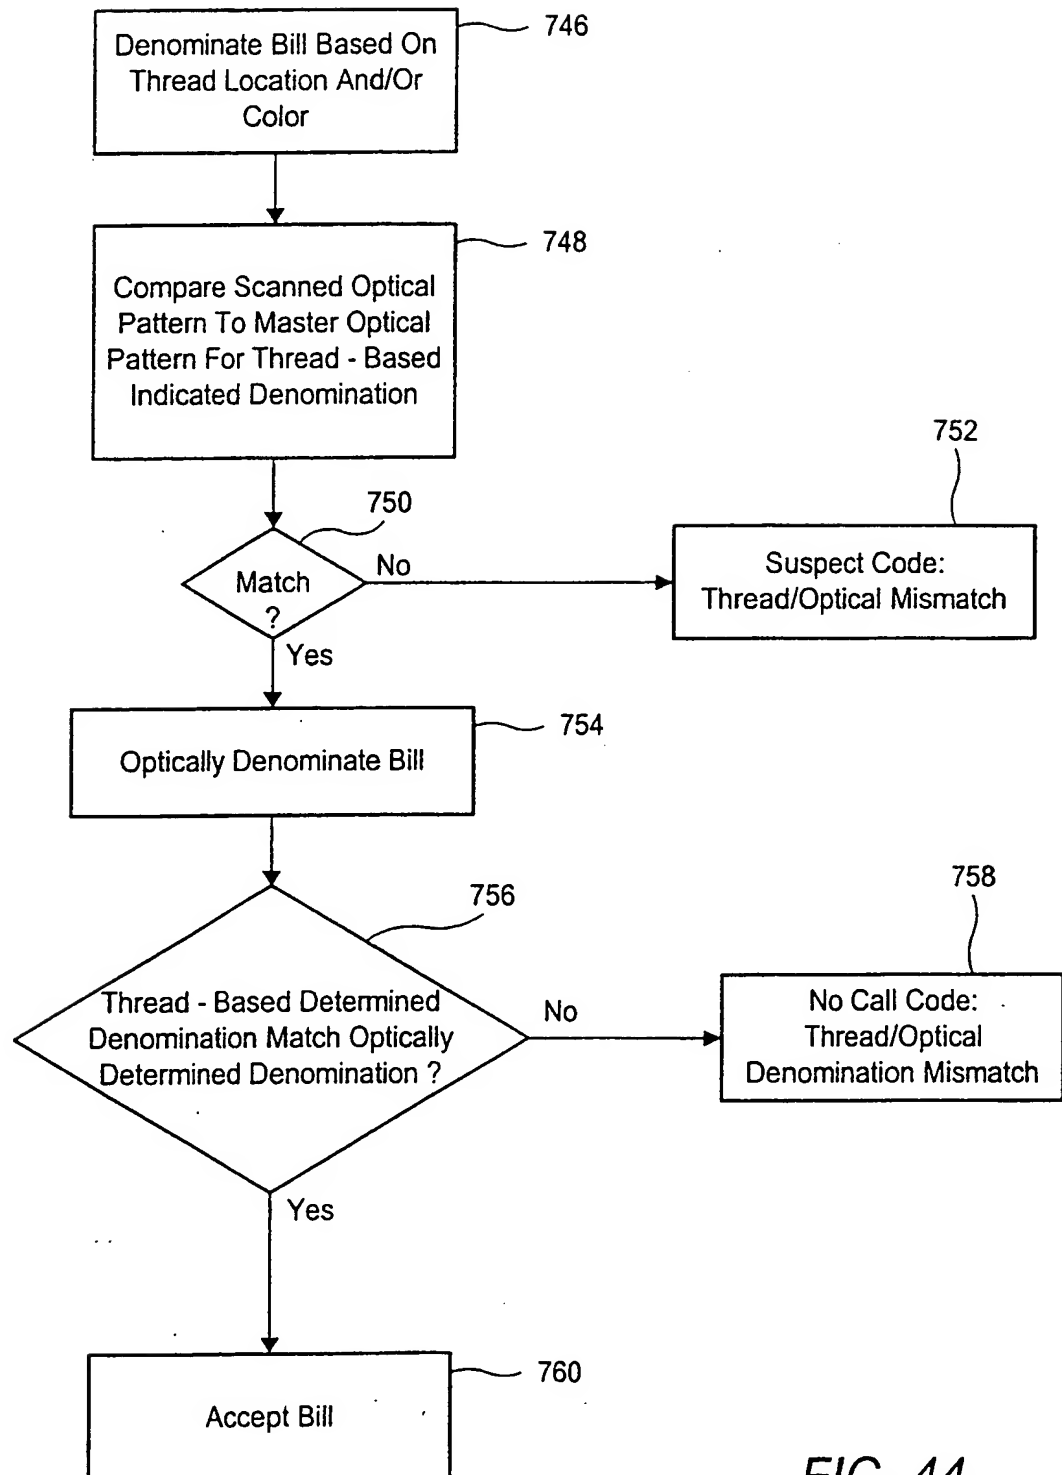 746
Denominate Bill Based On
Thread Location And/Or
Color
748
Compare Scanned Optical
Pattern To Master Optical
Pattern For Thread - Based
Indicated Denomination
752
750
Match
?
No
Suspect Code:
Thread/Optical Mismatch
Yes
754
Optically Denominate Bill
756
758
Thread - Based Determined
Denomination Match Optically
Determined Denomination ?
No
No Call Code:
Thread/Optical
Denomination Mismatch
Yes
760
Accept Bill
FIG. 44